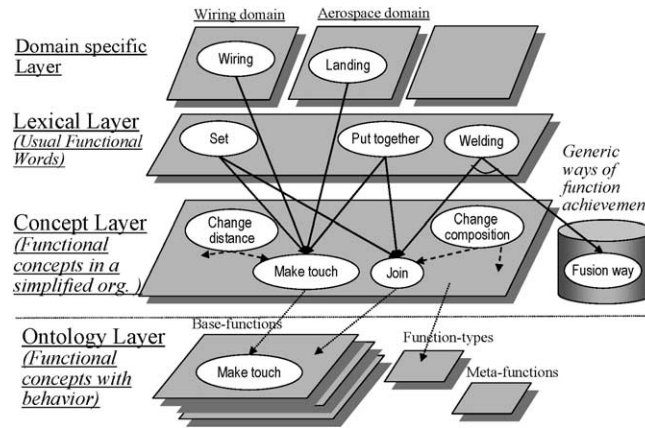 Wiring domain
Aerospace domain
Domain specific
Layer
Wiring
Landing
Lexical Layer
(Usual Functional
Words)
Set
Put together
Welding
Generic
ways of
function
achievement
Concept Layer
(Functional
concepts in a
simplified org. )
Change
distance
Change
composition
Make touch
Join
Fusion way
Ontology Layer
(Functional
concepts with
behavior)
Base-functions
Make touch
Function-types
Meta-functions